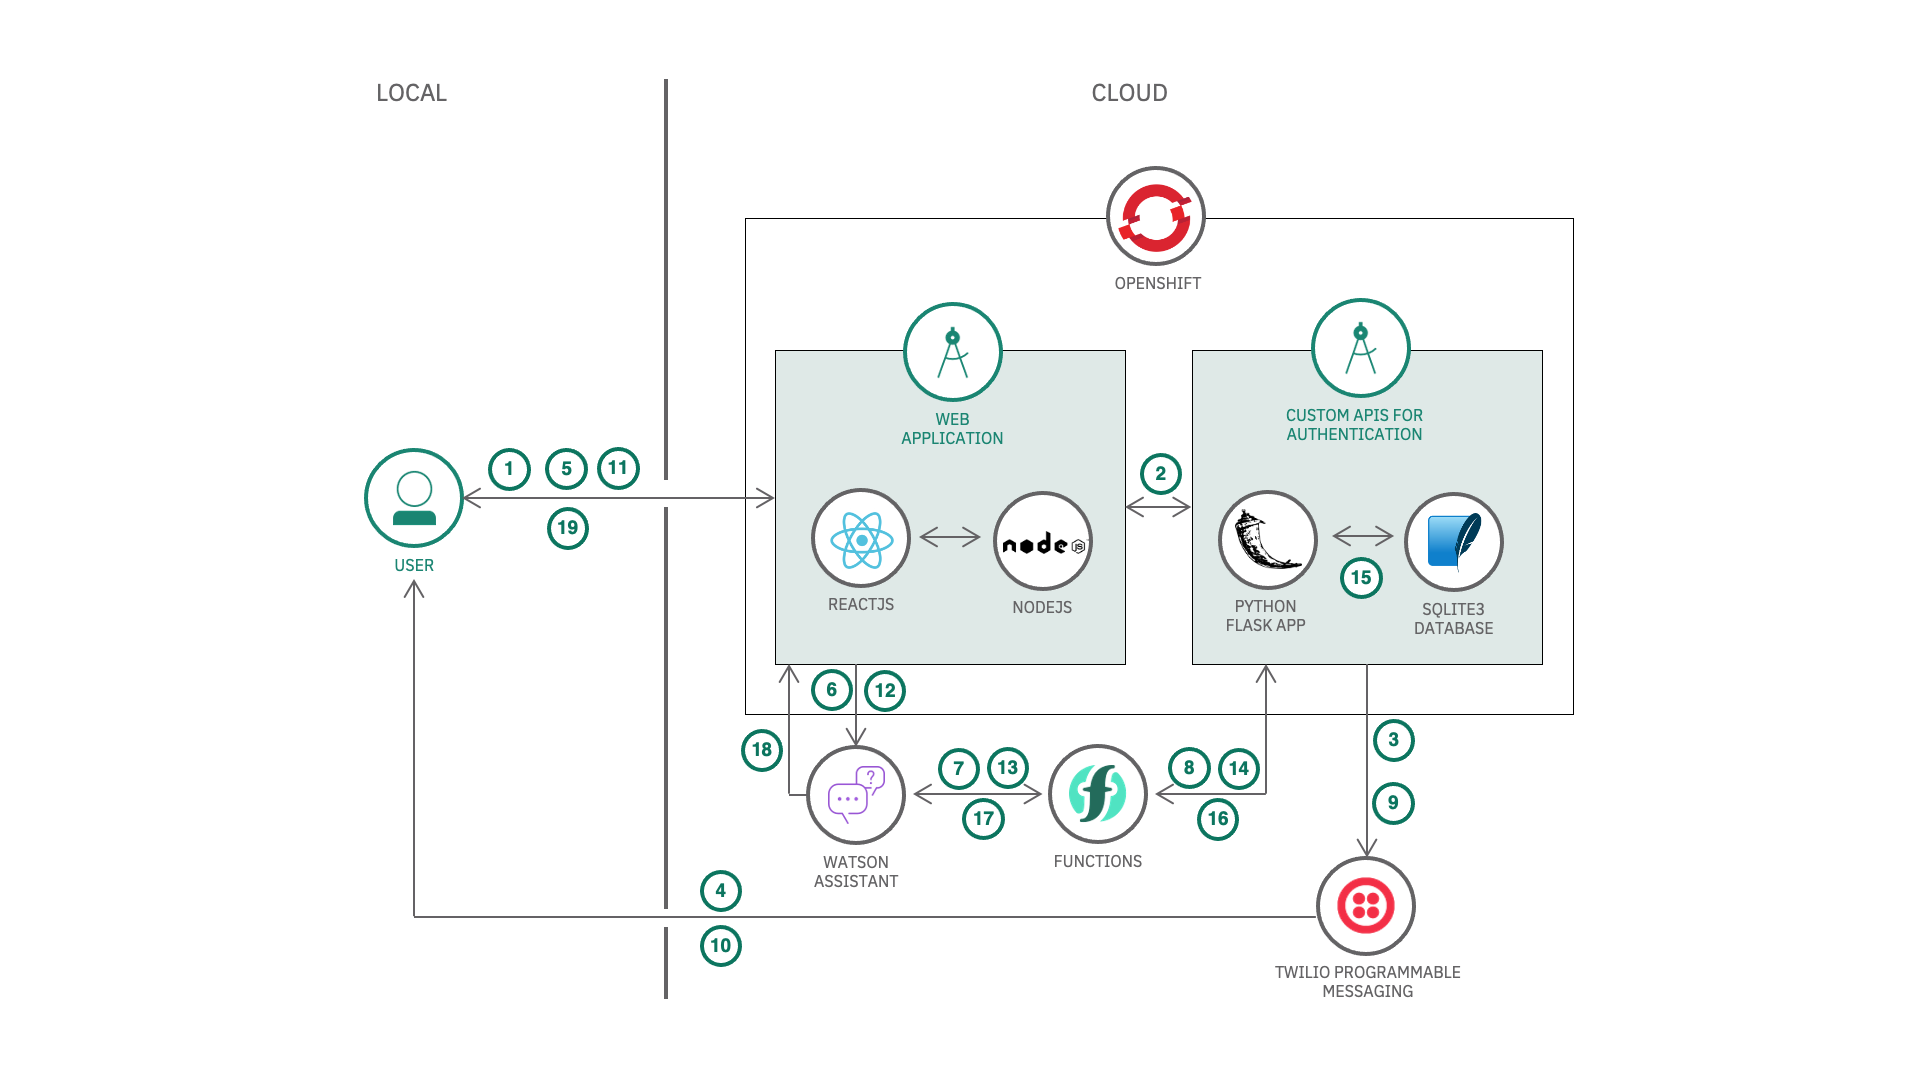 LOCAL
CLOUD
OPENSHIFT
WEB
APPLICATION
CUSTOM APIS FOR
AUTHENTICATION
1
5
11
2
19
USER
node JS
REACTJS
NODEJS
15
PYTHON
FLASK APP
SQLITE3
DATABASE
6
12
18
3
7
13
8
14
?
9
17
16
WATSON
ASSISTANT
FUNCTIONS
4
10
TWILIO PROGRAMMABLE
MESSAGING